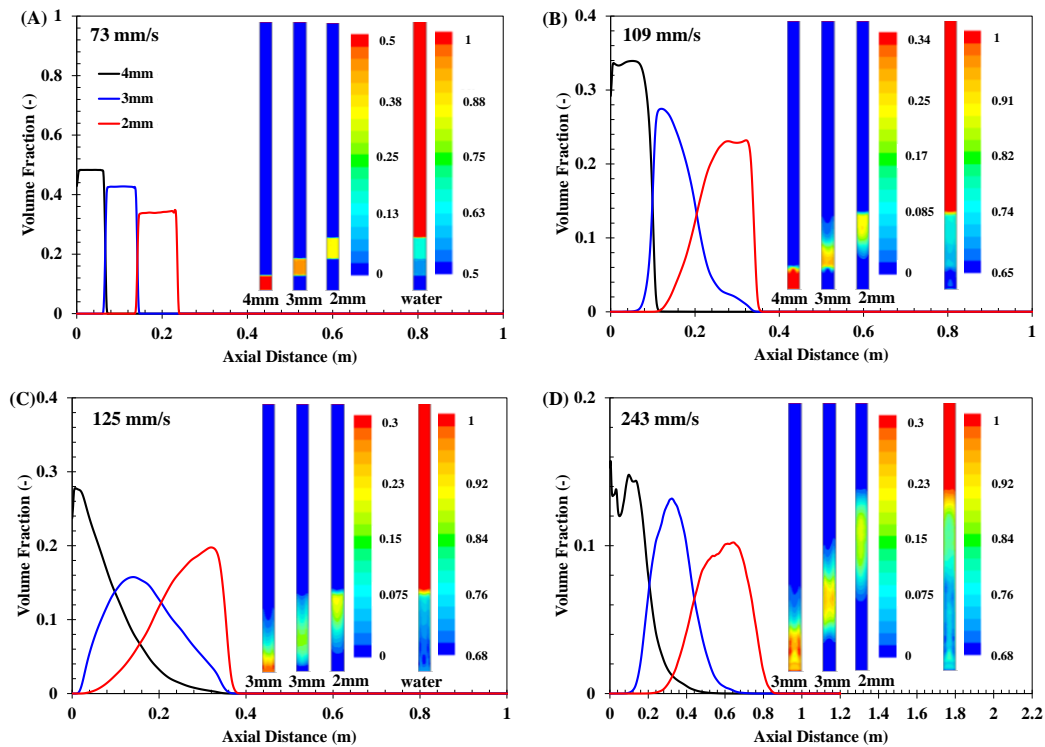 (A)
73 mm/s
4mm
3mm
2mm
Volume Fraction (-)
1
0.8
0.6
0.4
0.2
0
0 0.2 0.4 0.6 0.8 1
Axial Distance (m)
4mm 3mm 2mm water
0.5
0.38
0.25
0.13
0
1
0.88
0.75
0.63
0.5
(B)
109 mm/s
Volume Fraction (-)
0.4
0.3
0.2
0.1
0
0 0.2 0.4 0.6 0.8 1
Axial Distance (m)
4mm 3mm 2mm
0.34
0.25
0.17
0.085
0
1
0.91
0.82
0.74
0.65
(C)
125 mm/s
Volume Fraction (-)
0.4
0.3
0.2
0.1
0
0 0.2 0.4 0.6 0.8 1
Axial Distance (m)
3mm 3mm 2mm water
0.3
0.23
0.15
0.075
0
1
0.92
0.84
0.76
0.68
(D)
243 mm/s
Volume Fraction (-)
0.2
0.1
0
0 0.2 0.4 0.6 0.8 1 1.2 1.4 1.6 1.8 2 2.2
Axial Distance (m)
3mm 3mm 2mm
0.3
0.23
0.15
0.075
0
1
0.92
0.84
0.76
0.68